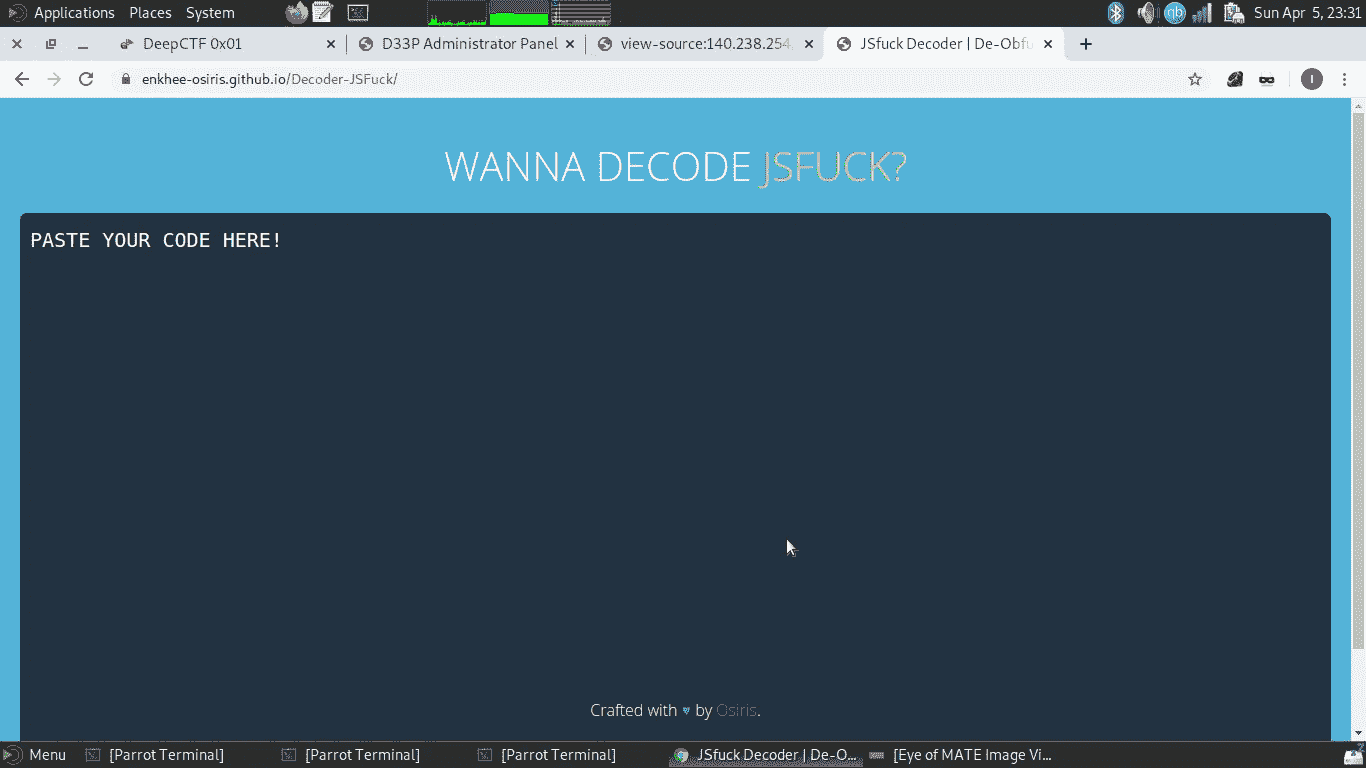 Applications Places System Sun Apr 5, 23:31
DeepCTF 0x01 D33P Administrator Panel view-source:140.238.254. JSfuck Decoder | De-Obfu
enkhee-osiris.github.io/Decoder-JSFuck/
WANNA DECODE JSFUCK?
PASTE YOUR CODE HERE!
Crafted with by Osiris.
Menu [Parrot Terminal] [Parrot Terminal] [Parrot Terminal] JSfuck Decoder | De-O... [Eye of MATE Image Vi...